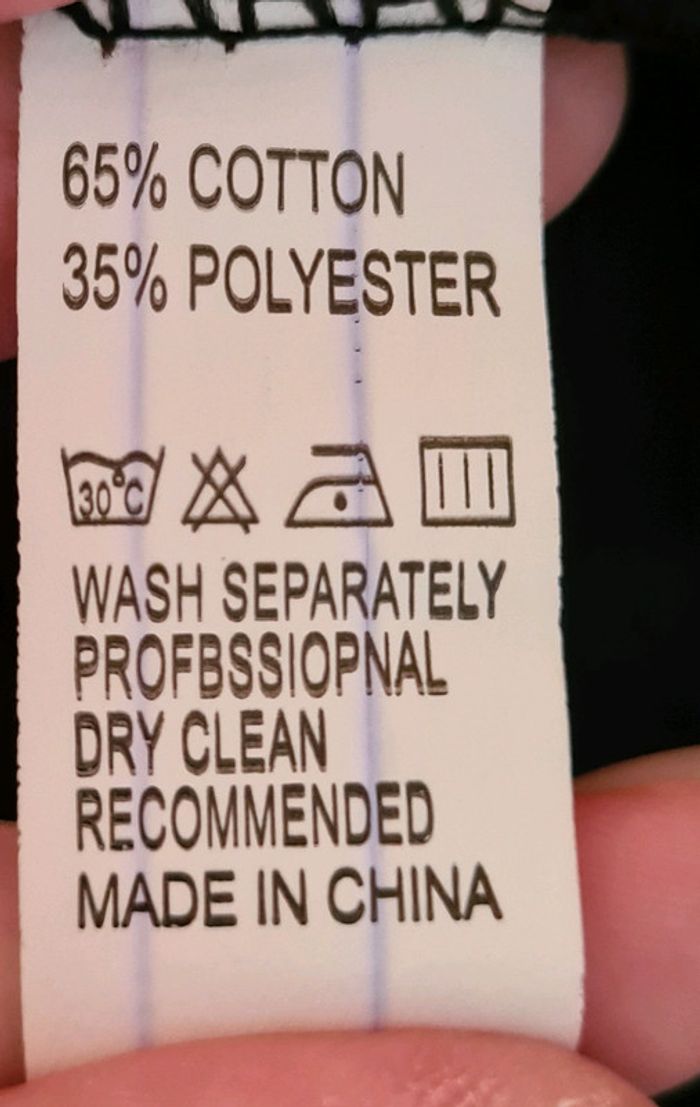 65% COTTON
35% POLYESTER
30°C
WASH SEPARATELY
PROFBSSIOPNAL
DRY CLEAN
RECOMMENDED
MADE IN CHINA